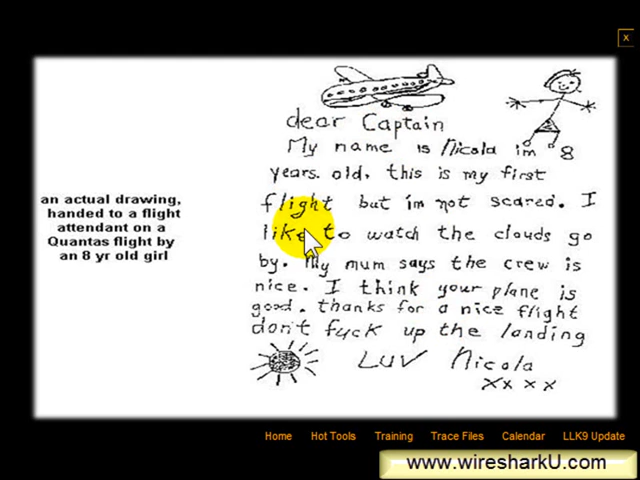 x
dear Captain
My name is Nicola im 8
years. old, this is my first
flight but i'm not scared. I
like to watch the clouds go
by. My mum says the crew is
nice. I think your plane is
good. thanks for a nice flight
don't fuck up the landing
LUV Nicola
xx x x
an actual drawing,
handed to a flight
attendant on a
Quantas flight by
an 8 yr old girl
Home Hot Tools Training Trace Files Calendar LLK9 Update
www.wiresharkU.com